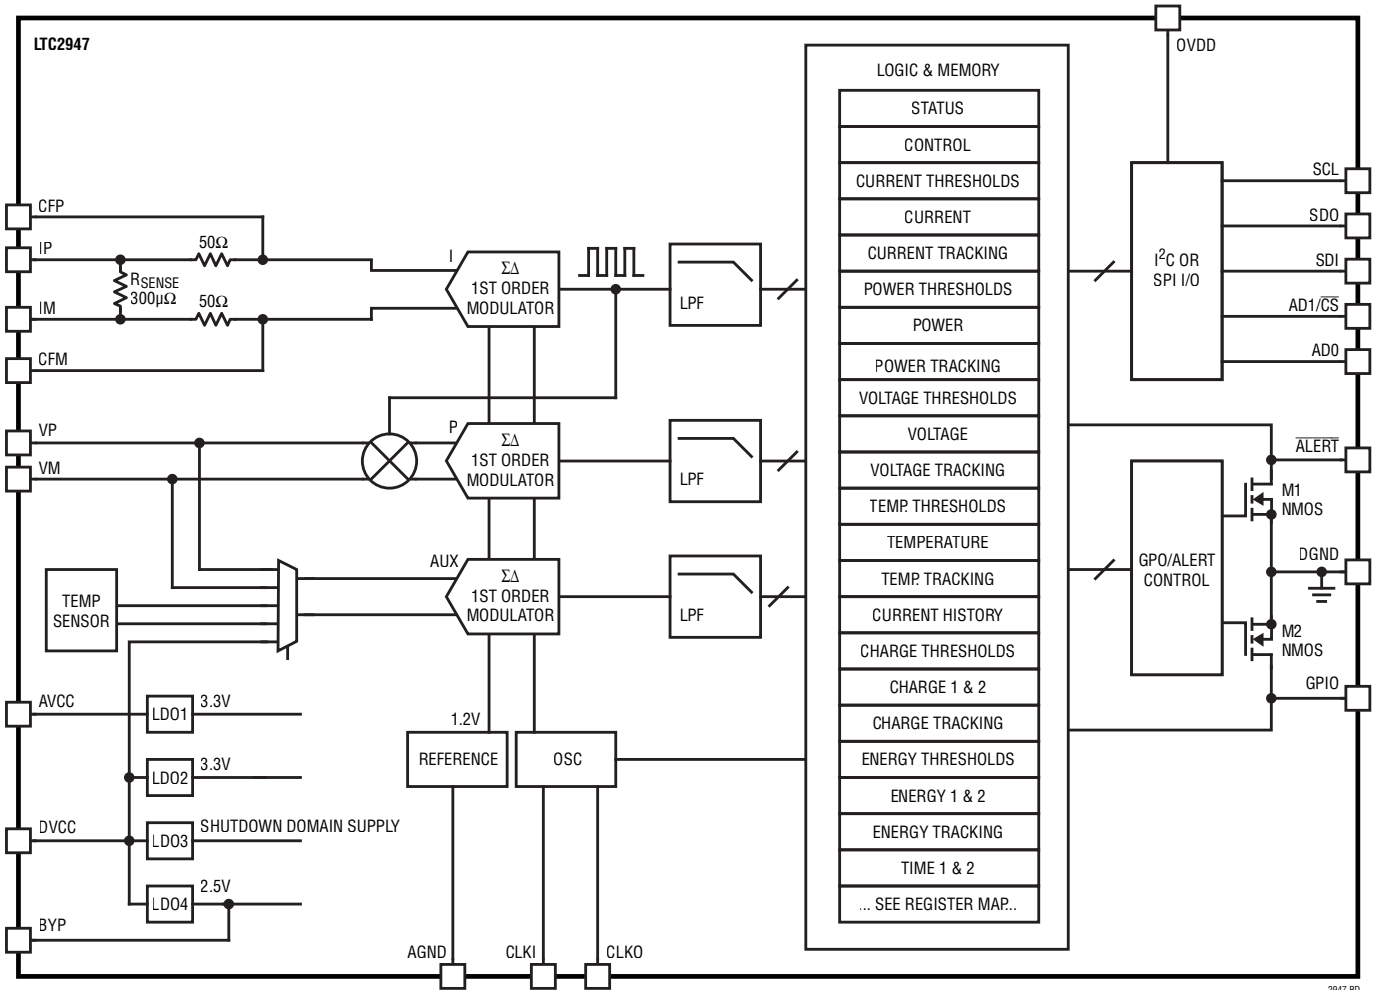 LTC2947
OVDD
LOGIC & MEMORY
STATUS
CONTROL
CURRENT THRESHOLDS
CURRENT
CURRENT TRACKING
POWER THRESHOLDS
POWER
POWER TRACKING
VOLTAGE THRESHOLDS
VOLTAGE
VOLTAGE TRACKING
TEMP. THRESHOLDS
TEMPERATURE
TEMP. TRACKING
CURRENT HISTORY
CHARGE THRESHOLDS
CHARGE 1 & 2
CHARGE TRACKING
ENERGY THRESHOLDS
ENERGY 1 & 2
ENERGY TRACKING
TIME 1 & 2
... SEE REGISTER MAP...
CFP
IP
50Ω
RSENSE
300µΩ
50Ω
IM
CFM
I
ΣΔ
1ST ORDER
MODULATOR
LPF
VP
VM
P
ΣΔ
1ST ORDER
MODULATOR
LPF
TEMP
SENSOR
AUX
ΣΔ
1ST ORDER
MODULATOR
LPF
AVCC
LDO1
3.3V
LDO2
3.3V
DVCC
LDO3
SHUTDOWN DOMAIN SUPPLY
LDO4
2.5V
BYP
1.2V
REFERENCE
OSC
AGND
CLKI
CLKO
I²C OR
SPI I/O
SCL
SDO
SDI
AD1/C̅S̅
AD0
A̅L̅E̅R̅T̅
M1
NMOS
GPO/ALERT
CONTROL
DGND
M2
NMOS
GPIO
2947 BD